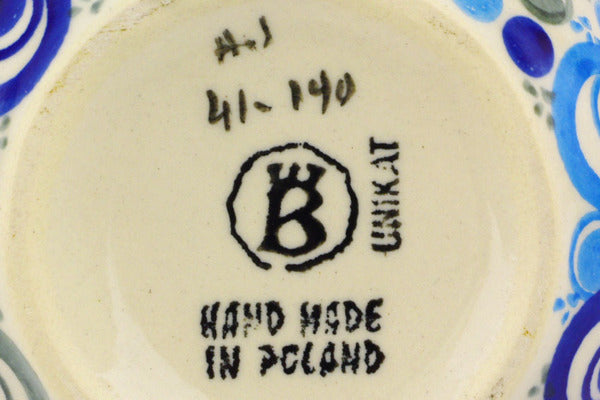 A.J
41-140
B
UNIKAT
HAND MADE
IN POLAND